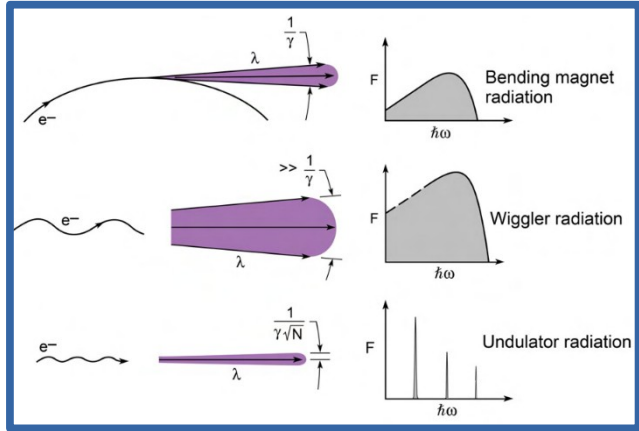 1
γ
λ
e–
F
ħω
Bending magnet
radiation
>> 1
γ
e–
λ
F
ħω
Wiggler radiation
1
γ√N
e–
λ
F
ħω
Undulator radiation